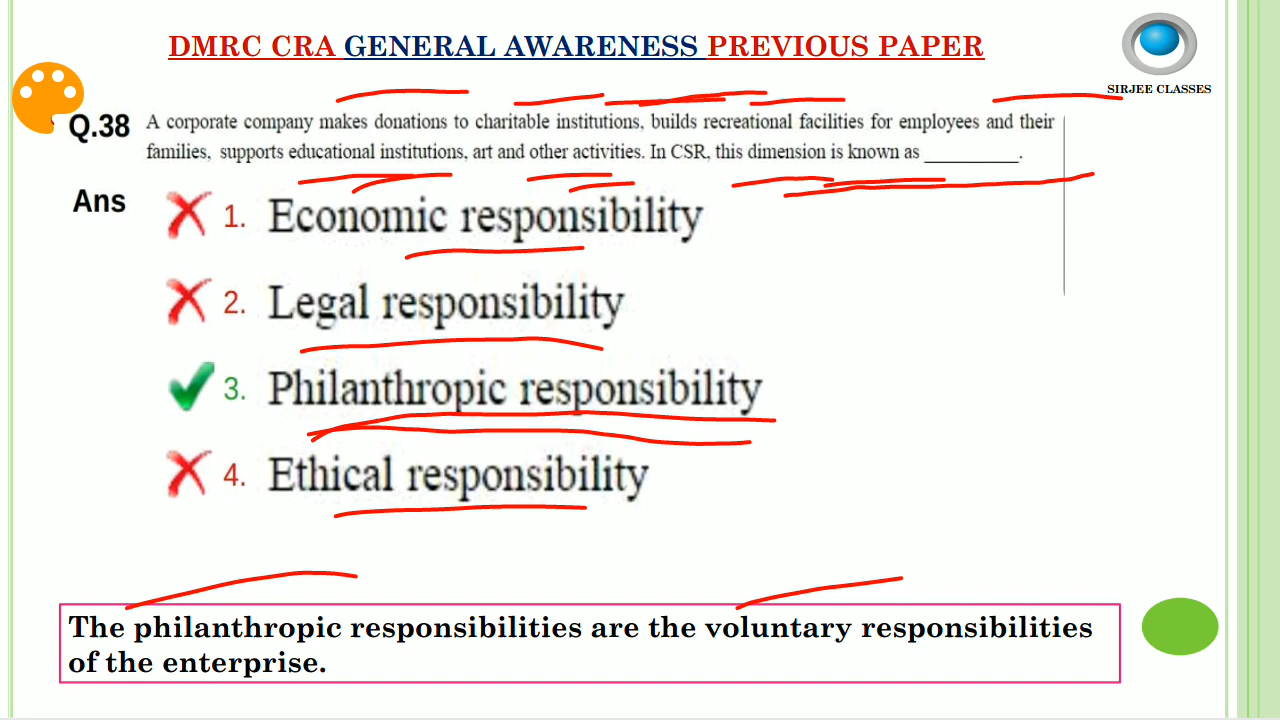 DMRC CRA GENERAL AWARENESS PREVIOUS PAPER
SIRJEE CLASSES
Q.38 A corporate company makes donations to charitable institutions, builds recreational facilities for employees and their
families, supports educational institutions, art and other activities. In CSR, this dimension is known as __________.
Ans
1. Economic responsibility
2. Legal responsibility
3. Philanthropic responsibility
4. Ethical responsibility
The philanthropic responsibilities are the voluntary responsibilities
of the enterprise.